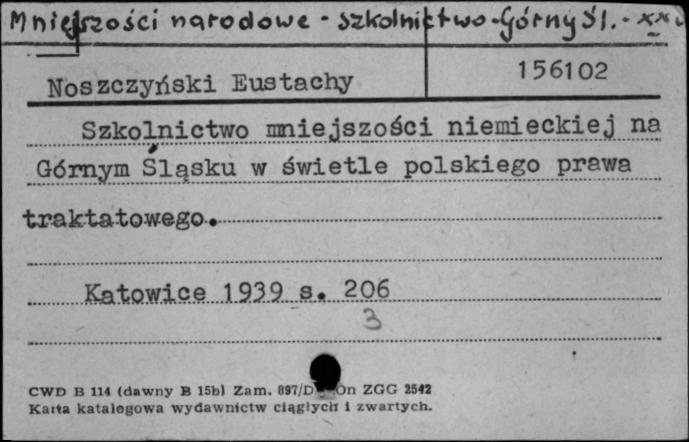 Mniejszości narodowe - szkolnictwo - Górny Śl. - XX w
Noszczyński Eustachy
156102
Szkolnictwo mniejszości niemieckiej na
Górnym Śląsku w świetle polskiego prawa
traktatowego.
Katowice 1939 s. 206
3
CWD B 114 (dawny B 15b) Zam. 897/D On ZGG 2542
Karta katalogowa wydawnictw ciągłych i zwartych.